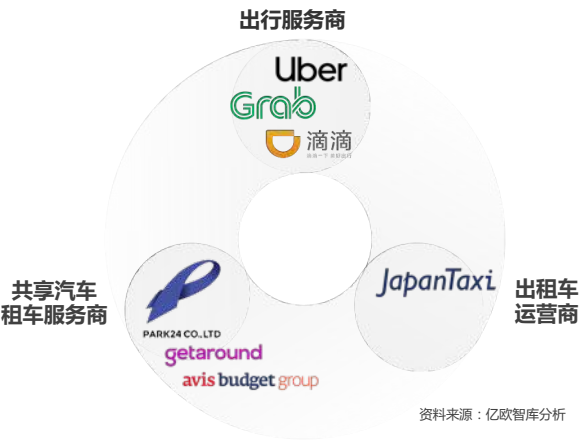 出行服务商
Uber
Grab
滴滴
共享汽车
租车服务商
PARK24 CO.,LTD
getaround
avis budget group
JapanTaxi
出租车
运营商
资料来源：亿欧智库分析